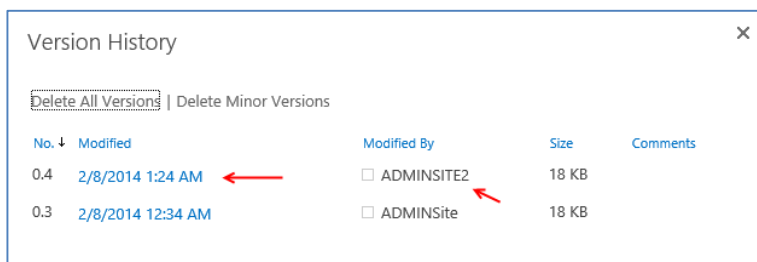 Version History
Delete All Versions | Delete Minor Versions
No. Modified Modified By Size Comments
0.4 2/8/2014 1:24 AM ADMINSITE2 18 KB
0.3 2/8/2014 12:34 AM ADMINSite 18 KB